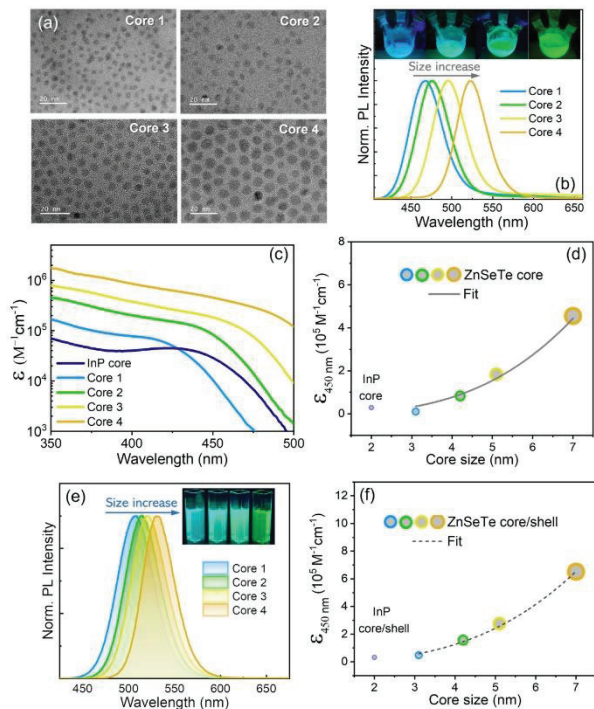 (a)
Core 1
Core 2
20 nm
20 nm
Core 3
Core 4
20 nm
20 nm
Size increase
Core 1
Core 2
Core 3
Core 4
Norm. PL Intensity
(b)
450 500 550 600 650
Wavelength (nm)
(c)
ε (M⁻¹cm⁻¹)
10⁶
10⁵
10⁴
10³
InP core
Core 1
Core 2
Core 3
Core 4
350 400 450 500
Wavelength (nm)
(d)
ZnSeTe core
Fit
ε450 nm (10⁵ M⁻¹cm⁻¹)
8
6
4
2
0
InP
core
2 3 4 5 6 7
Core size (nm)
(e)
Size increase
Core 1
Core 2
Core 3
Core 4
Norm. PL Intensity
450 500 550 600 650
Wavelength (nm)
(f)
ZnSeTe core/shell
Fit
ε450 nm (10⁵ M⁻¹cm⁻¹)
12
10
8
6
4
2
0
InP
core/shell
2 3 4 5 6 7
Core size (nm)